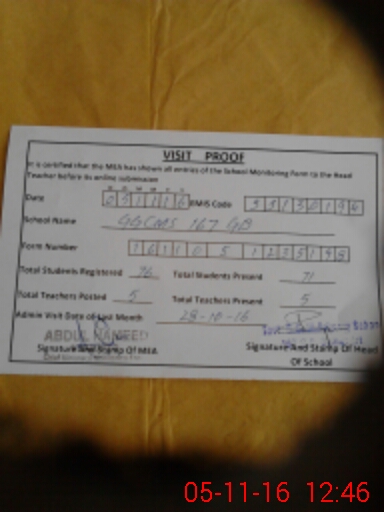 VISIT PROOF
It is certified that the MEA has shown all entries of the School Monitoring Form to the Head
Teacher before its online submission
D D M M Y Y
Date 051116 EMIS Code
School Name GGCMS 167 GB
Form Number
Total Students Registered 76 Total Students Present 71
Total Teachers Posted 5 Total Teachers Present 5
Admin Visit Date of Last Month 28-10-16
ABDUL HAMEED
Signature And Stamp Of MEA Signature And Stamp Of Head
Of School
05-11-16 12:46